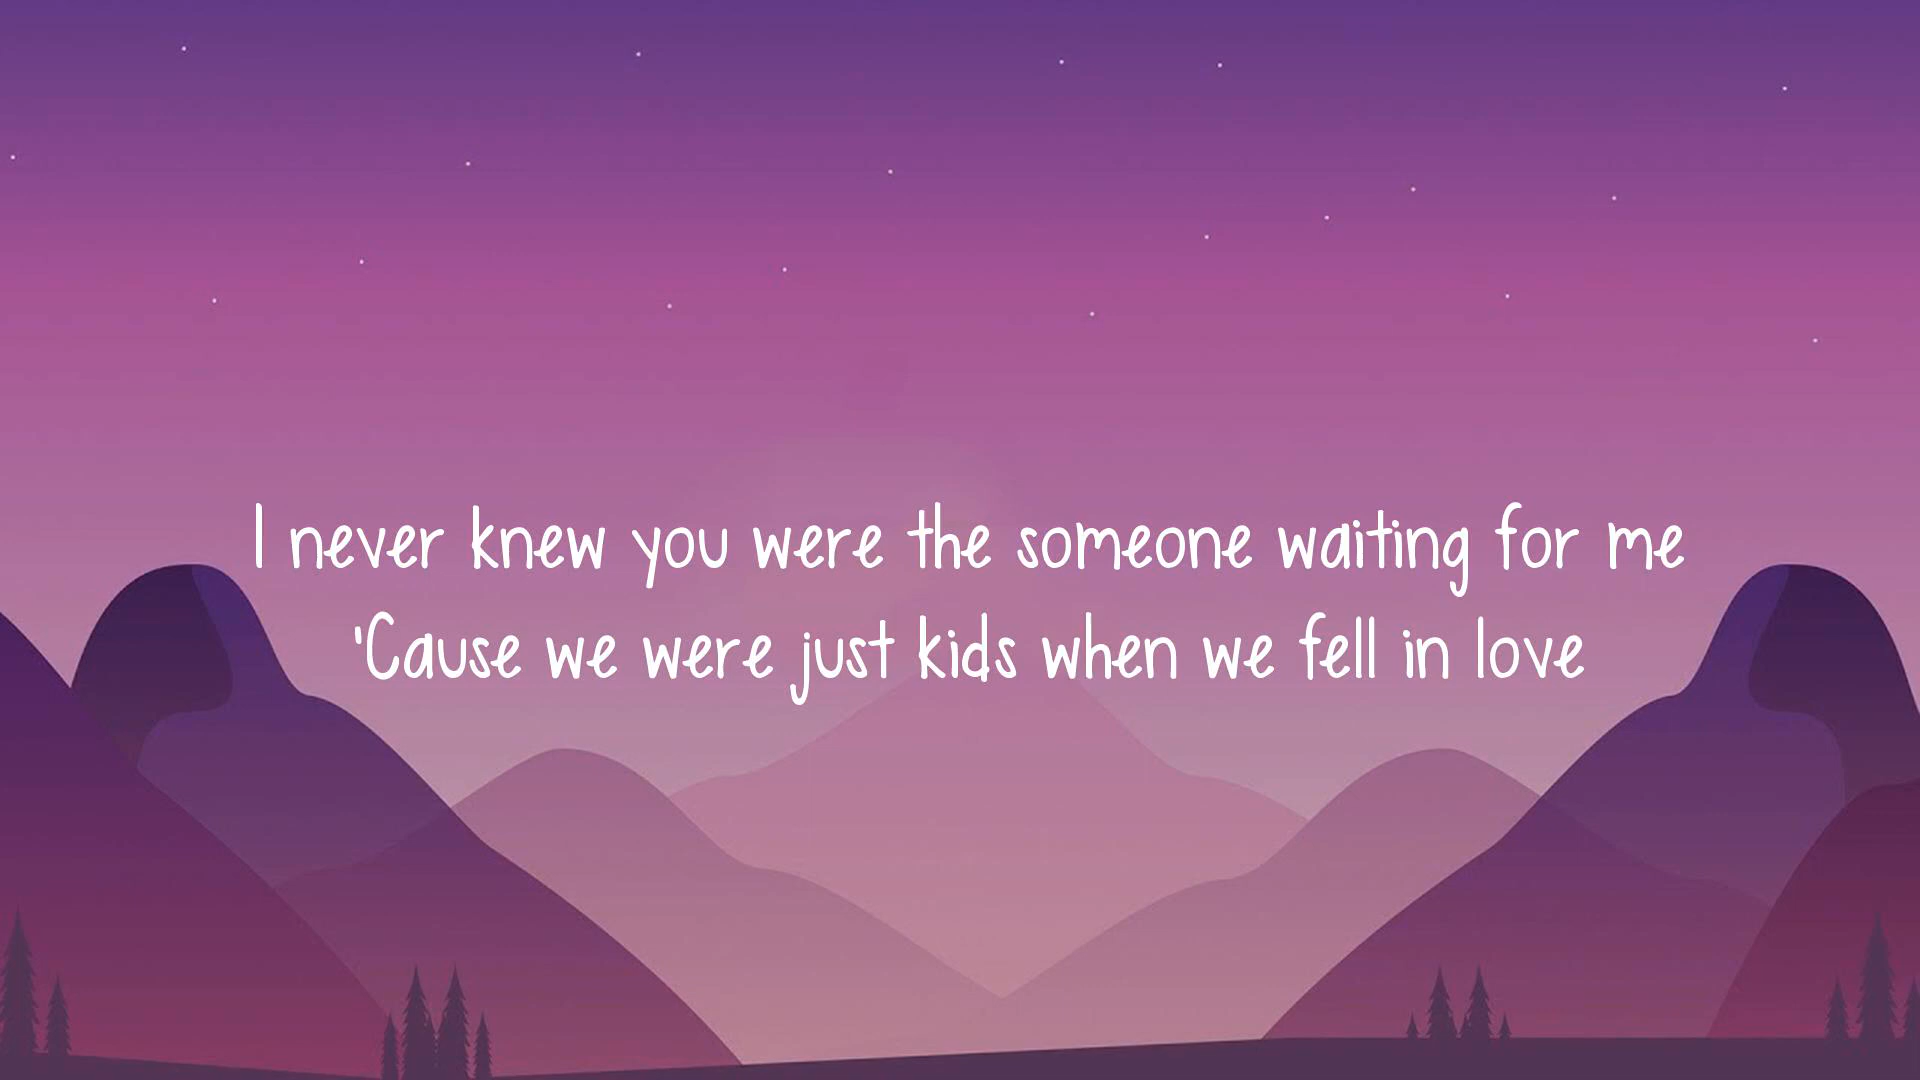 I never knew you were the someone waiting for me
'Cause we were just kids when we fell in love